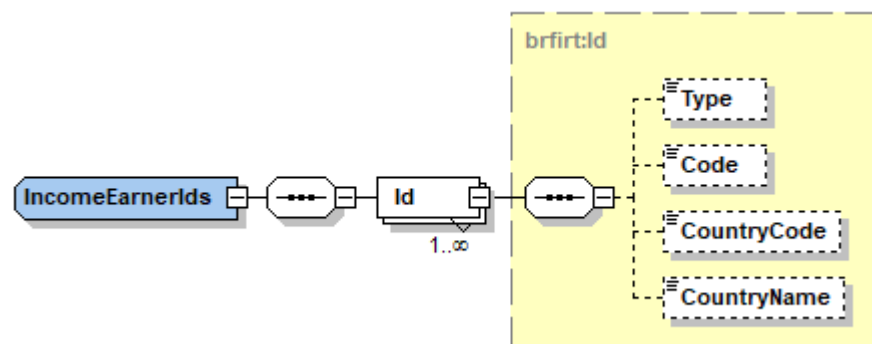 brfirt:Id
Type
Code
IncomeEarnerIds
Id
1..∞
CountryCode
CountryName